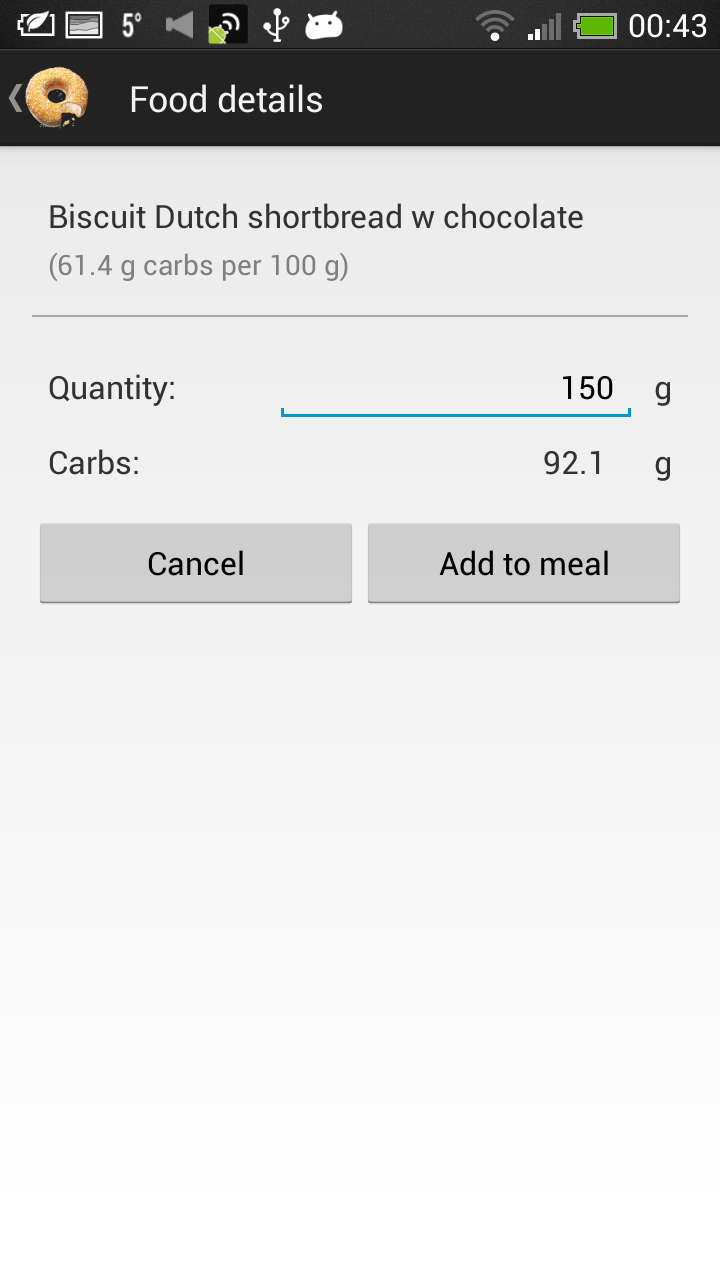 5° 00:43
Food details
Biscuit Dutch shortbread w chocolate
(61.4 g carbs per 100 g)
Quantity: 150 g
Carbs: 92.1 g
Cancel Add to meal